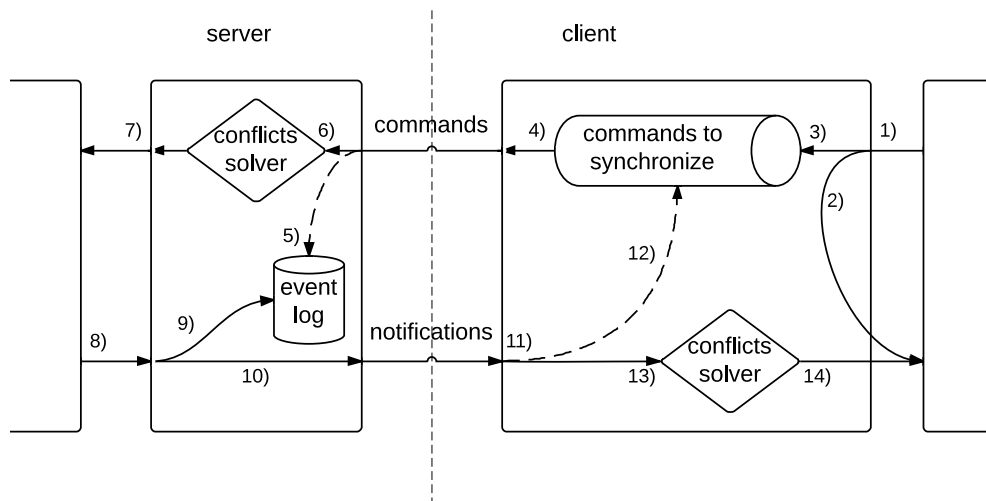 server
client
7)
conflicts
solver
6)
commands
4)
commands to
synchronize
3)
1)
2)
5)
12)
event
log
9)
8)
notifications
11)
conflicts
solver
10)
13)
14)